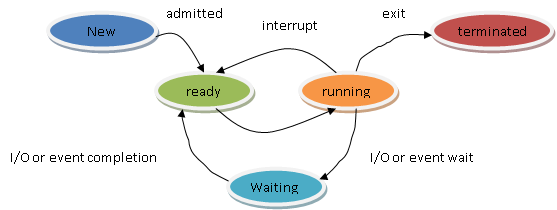 admitted
exit
interrupt
New
terminated
ready
running
I/O or event completion
I/O or event wait
Waiting